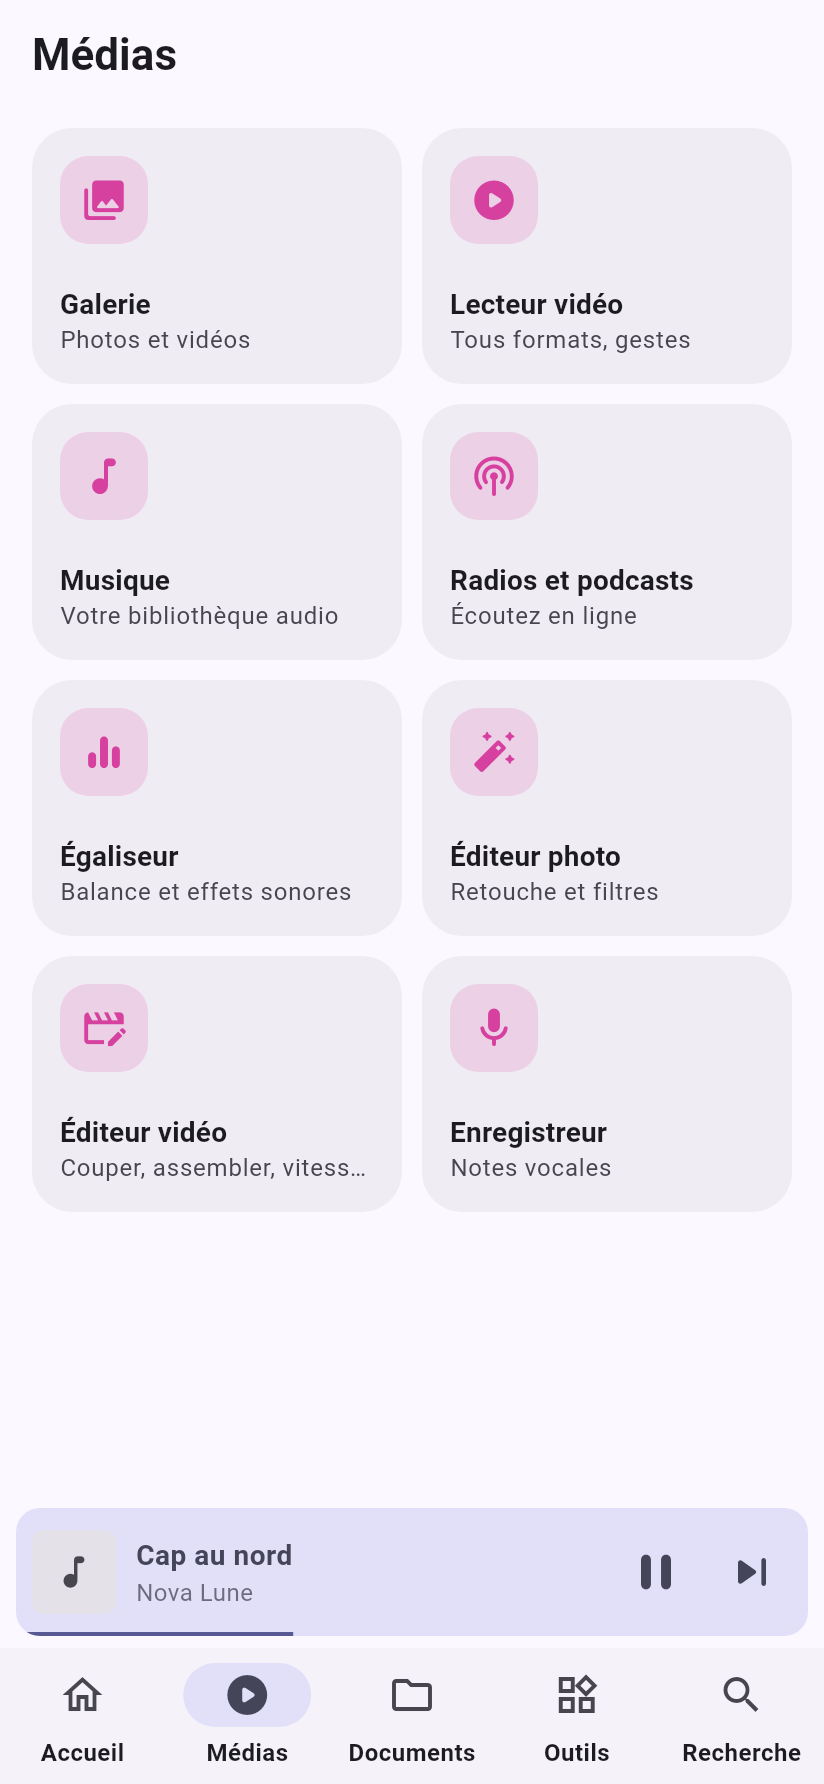 Médias
Galerie
Photos et vidéos
Lecteur vidéo
Tous formats, gestes
Musique
Votre bibliothèque audio
Radios et podcasts
Écoutez en ligne
Égaliseur
Balance et effets sonores
Éditeur photo
Retouche et filtres
Éditeur vidéo
Couper, assembler, vitess…
Enregistreur
Notes vocales
Cap au nord
Nova Lune
Accueil
Médias
Documents
Outils
Recherche